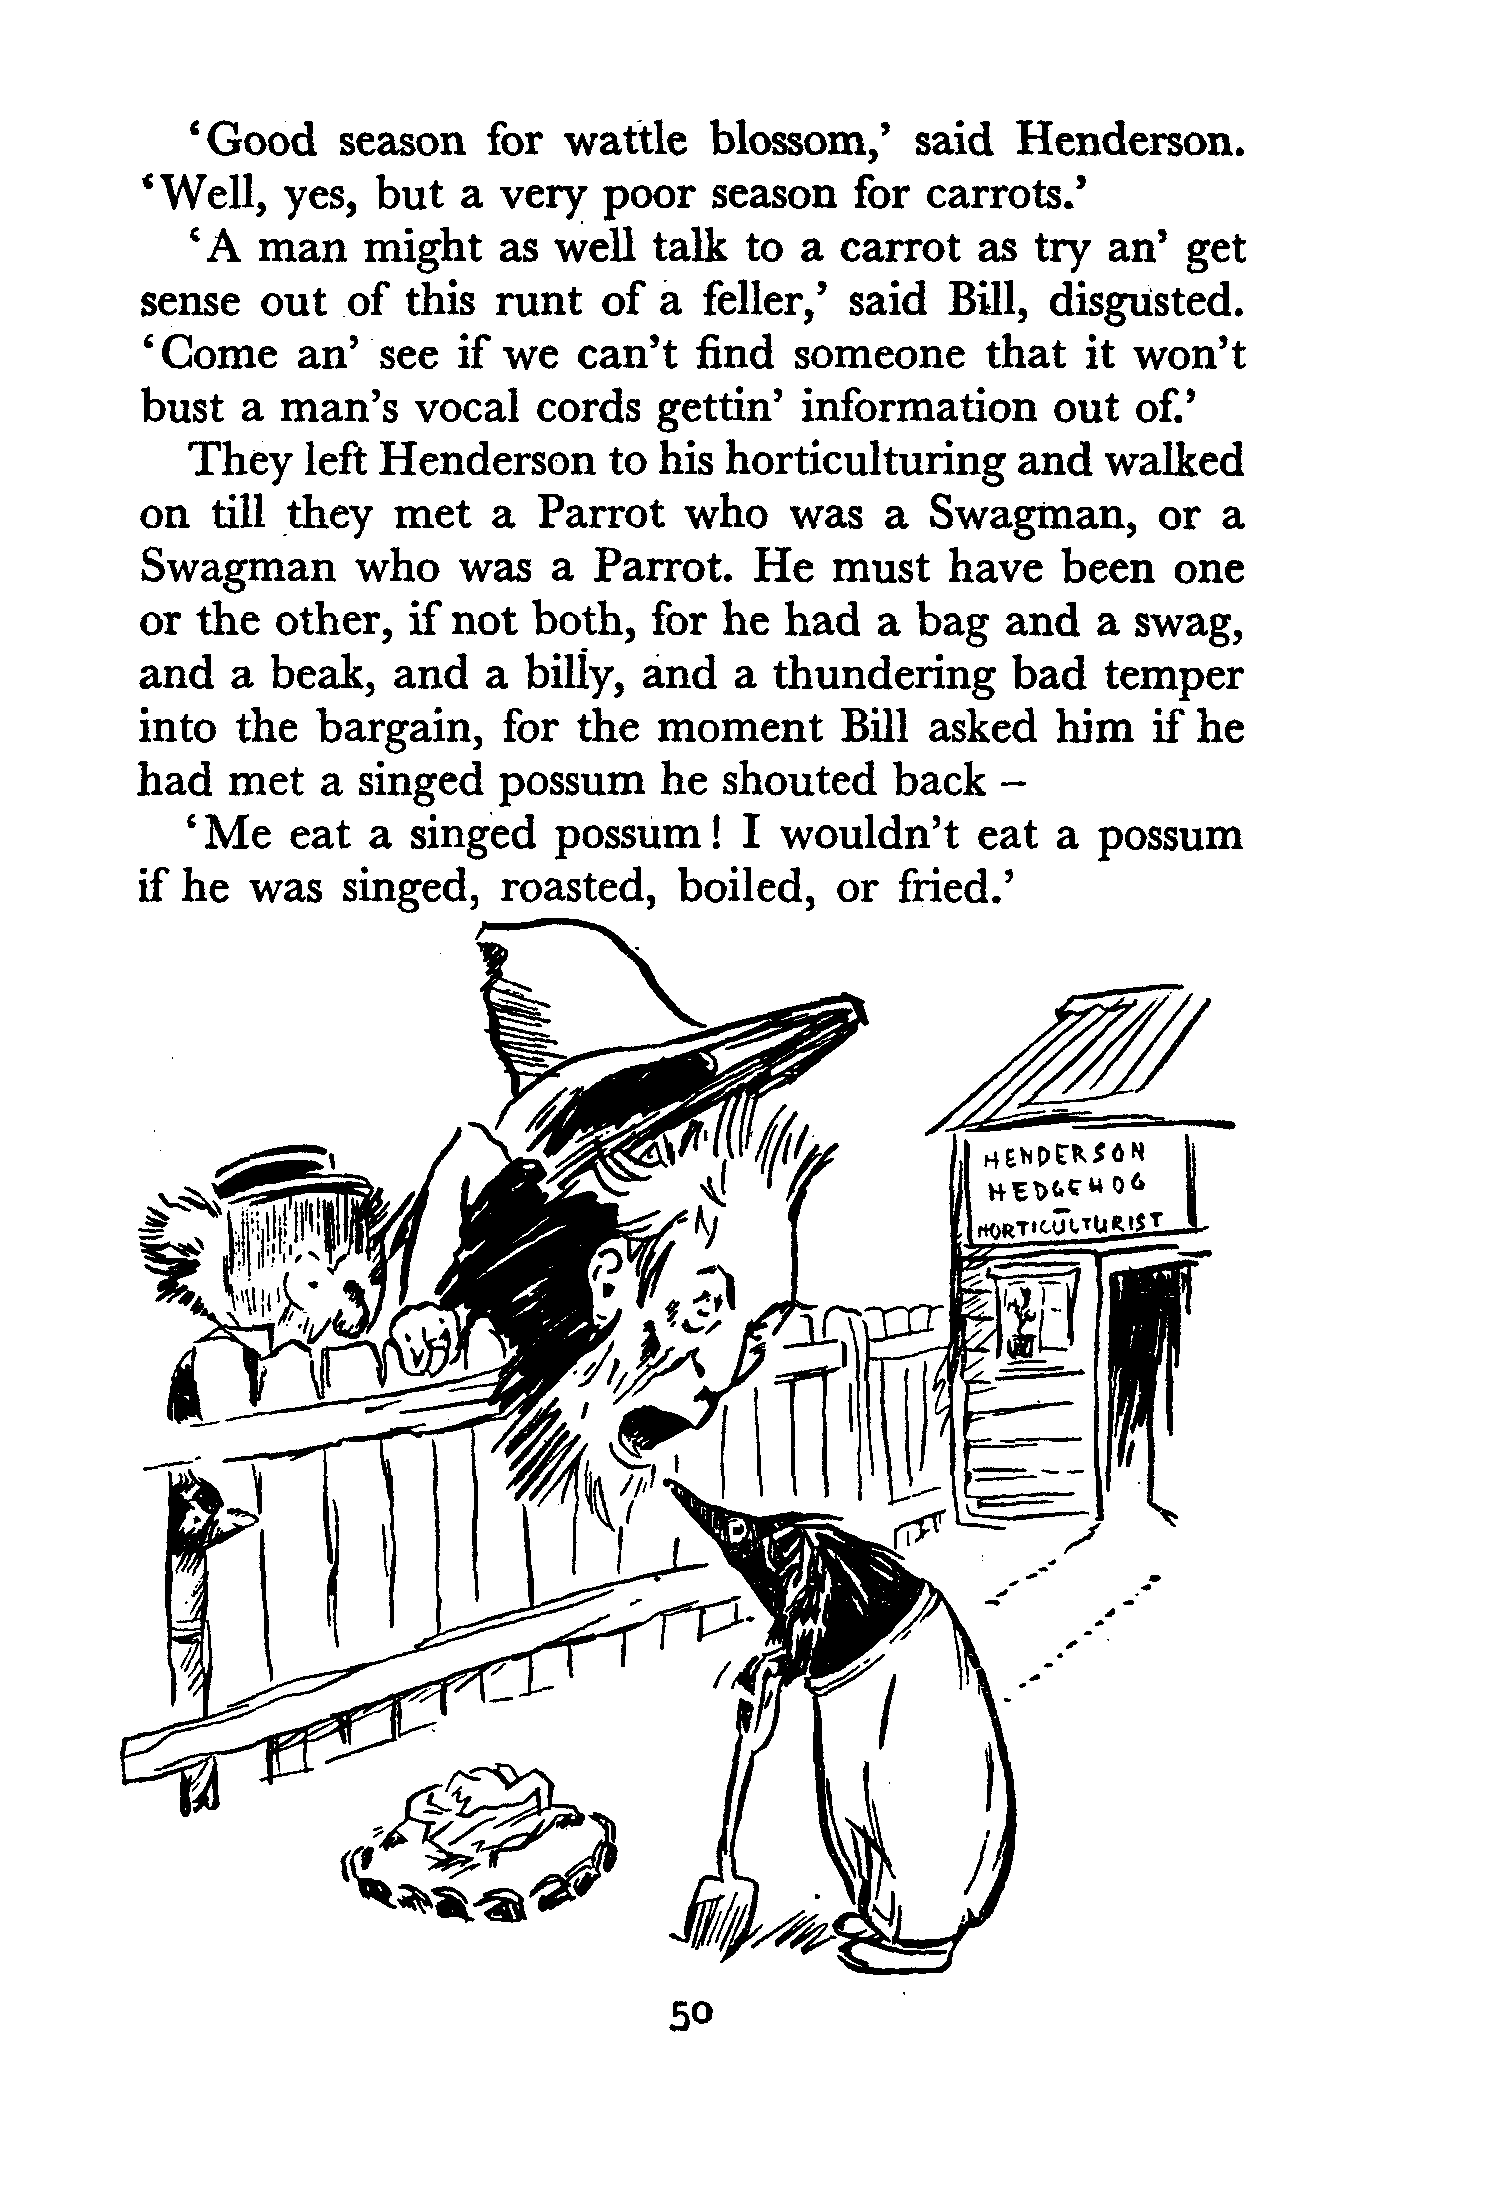 ‘Good season for wattle blossom,’ said Henderson.
‘Well, yes, but a very poor season for carrots.’
‘A man might as well talk to a carrot as try an’ get
sense out of this runt of a feller,’ said Bill, disgusted.
‘Come an’ see if we can’t find someone that it won’t
bust a man’s vocal cords gettin’ information out of.’
They left Henderson to his horticulturing and walked
on till they met a Parrot who was a Swagman, or a
Swagman who was a Parrot. He must have been one
or the other, if not both, for he had a bag and a swag,
and a beak, and a billy, and a thundering bad temper
into the bargain, for the moment Bill asked him if he
had met a singed possum he shouted back –
‘Me eat a singed possum! I wouldn’t eat a possum
if he was singed, roasted, boiled, or fried.’
HENDERSON
HEDGEHOG
HORTICULTURIST
50